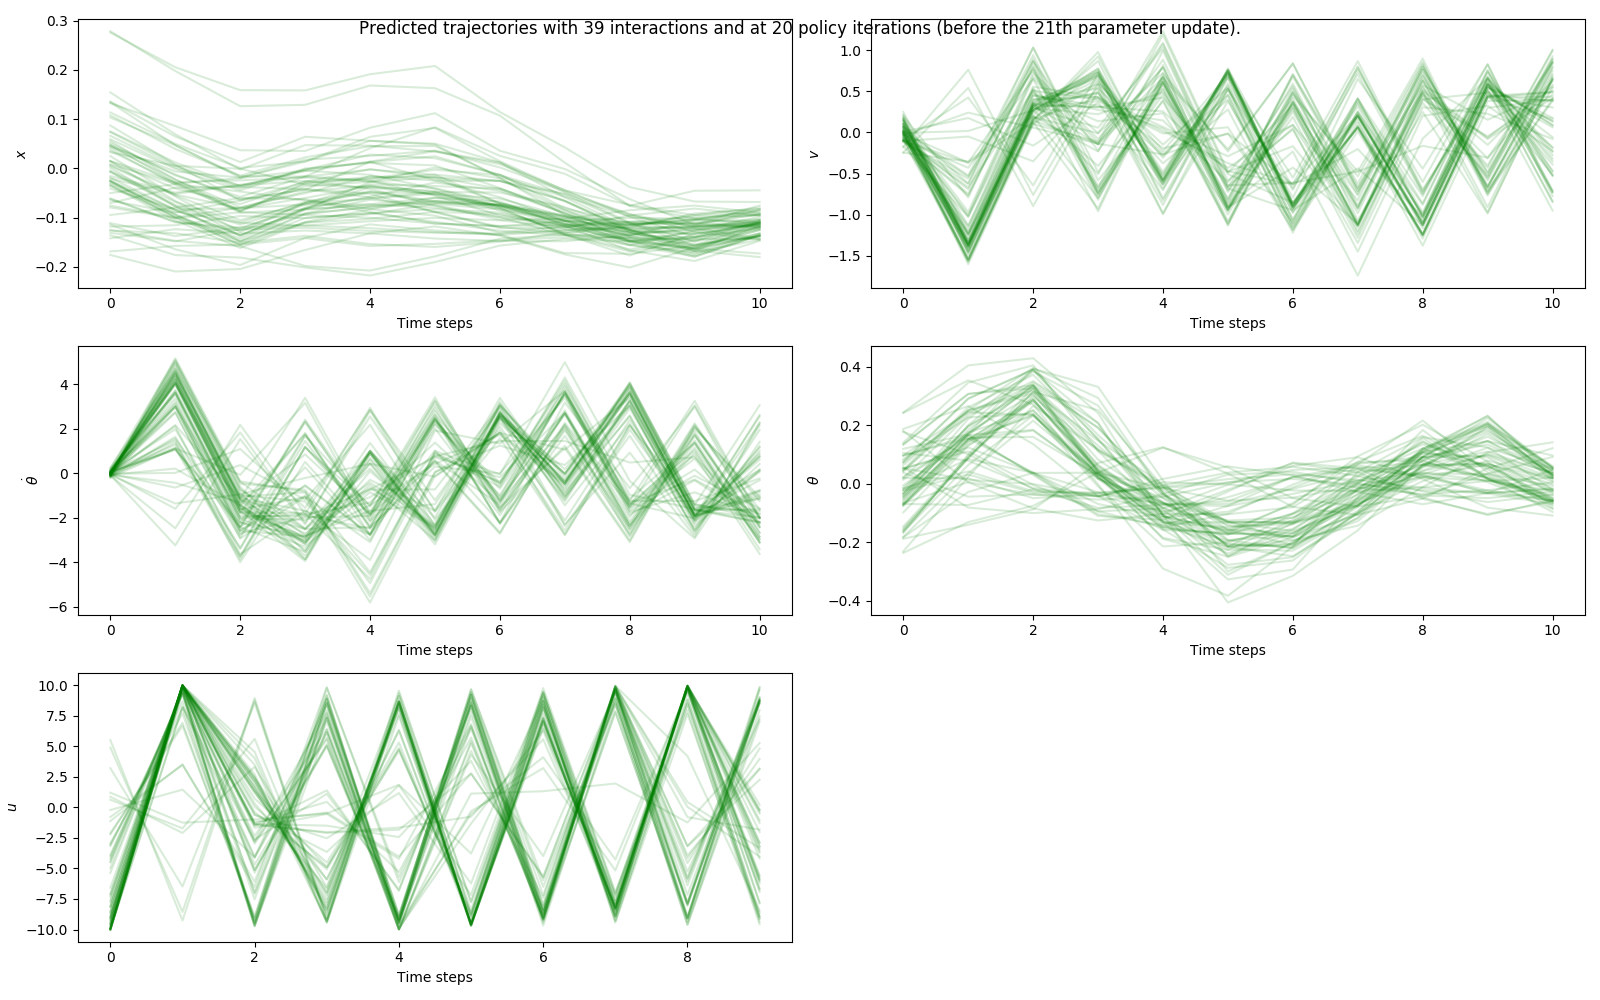 Predicted trajectories with 39 interactions and at 20 policy iterations (before the 21th parameter update).
0.3
0.2
0.1
0.0
−0.1
−0.2
x
0 2 4 6 8 10
Time steps
1.0
0.5
0.0
−0.5
−1.0
−1.5
v
0 2 4 6 8 10
Time steps
4
2
0
−2
−4
−6
θ̇
0 2 4 6 8 10
Time steps
0.4
0.2
0.0
−0.2
−0.4
θ
0 2 4 6 8 10
Time steps
10.0
7.5
5.0
2.5
0.0
−2.5
−5.0
−7.5
−10.0
u
0 2 4 6 8
Time steps